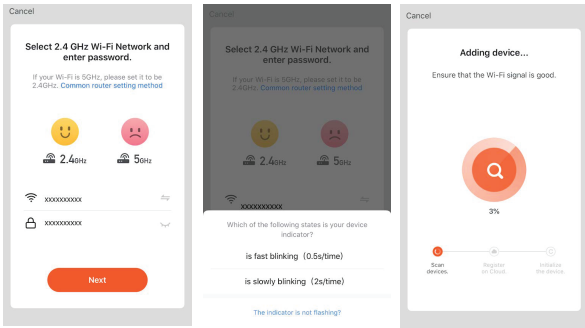 Cancel
Select 2.4 GHz Wi-Fi Network and
enter password.
If your Wi-Fi is 5GHz, please set it to be
2.4GHz. Common router setting method
2.4GHz
5GHz
xxxxxxxxxx
xxxxxxxxxx
Next
Cancel
Select 2.4 GHz Wi-Fi Network and
enter password.
If your Wi-Fi is 5GHz, please set it to be
2.4GHz. Common router setting method
2.4GHz
5GHz
xxxxxxxxxx
Which of the following states is your device
indicator?
is fast blinking（0.5s/time)
is slowly blinking（2s/time)
The indicator is not flashing?
Cancel
Adding device...
Ensure that the Wi-Fi signal is good.
3%
Scan
devices.
Register
on Cloud.
Initialize
the device.